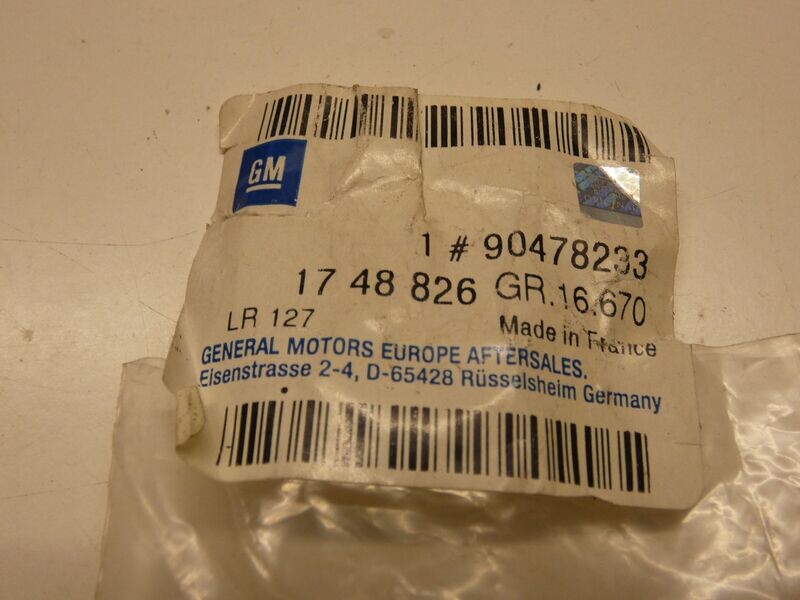 GM
1 # 90478233
17 48 826 GR.16.670
LR 127
Made in France
GENERAL MOTORS EUROPE AFTERSALES.
Eisenstrasse 2-4, D-65428 Rüsselsheim Germany